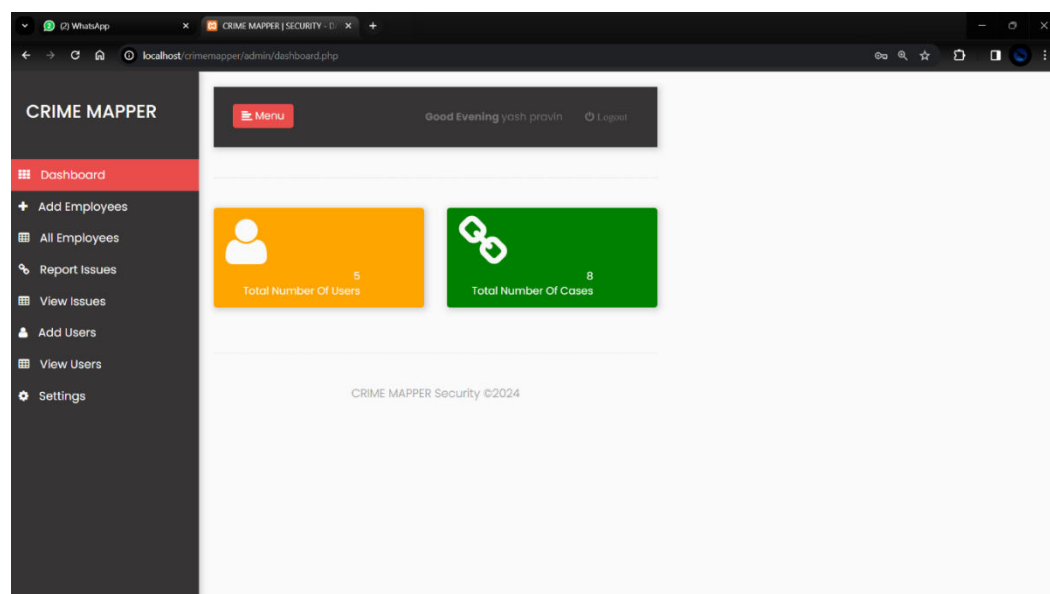 (2) WhatsApp
CRIME MAPPER | SECURITY - D
localhost/crimemapper/admin/dashboard.php
CRIME MAPPER
Menu
Good Evening yash pravin
Logout
Dashboard
Add Employees
All Employees
Report Issues
View Issues
Add Users
View Users
Settings
5
Total Number Of Users
8
Total Number Of Cases
CRIME MAPPER Security ©2024